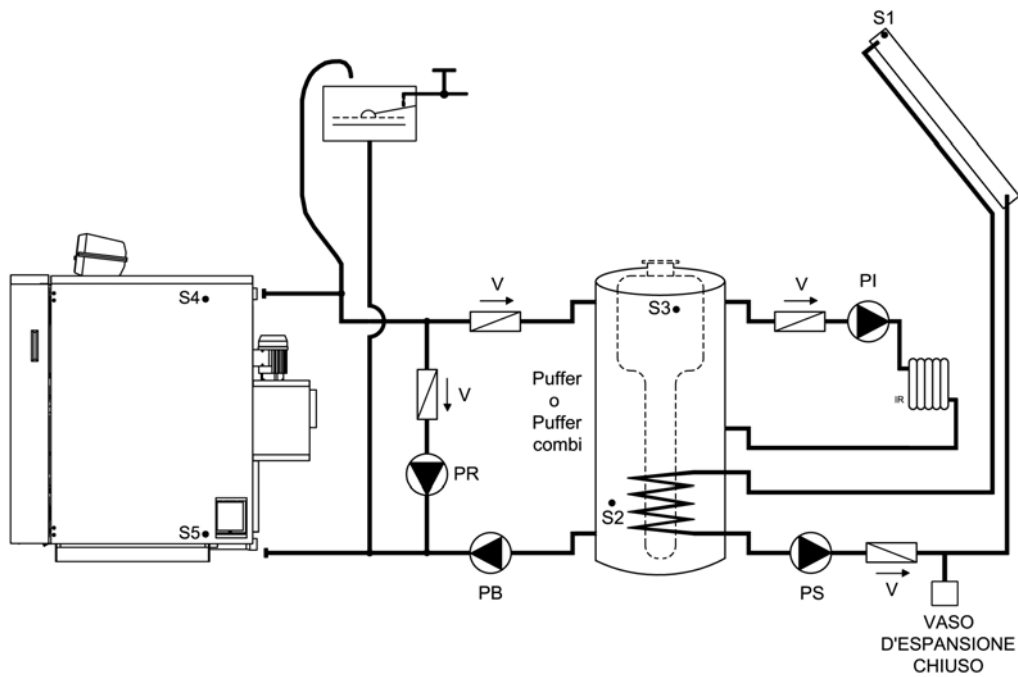 S1
S4
V
S3
V
PI
Puffer
o
Puffer
combi
V
IR
PR
S2
S5
PB
PS
V
VASO
D'ESPANSIONE
CHIUSO